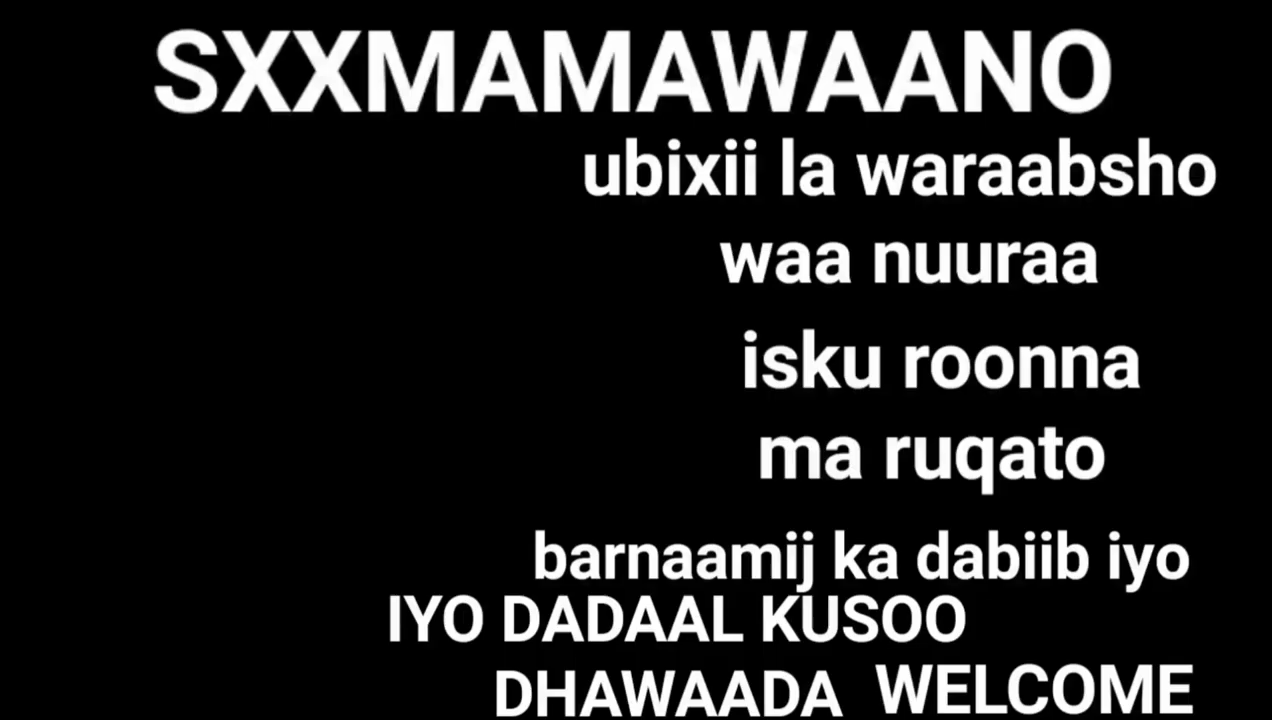 SXXMAMAWAANO
ubixii la waraabsho
waa nuuraa
isku roonna
ma ruqato
barnaamij ka dabiib iyo
IYO DADAAL KUSOO
DHAWAADA WELCOME